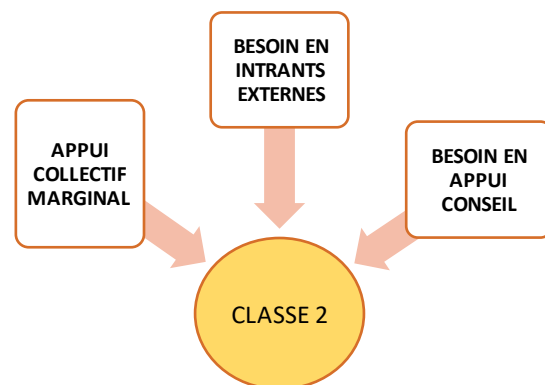 APPUI
COLLECTIF
MARGINAL
BESOIN EN
INTRANTS
EXTERNES
BESOIN EN
APPUI
CONSEIL
CLASSE 2